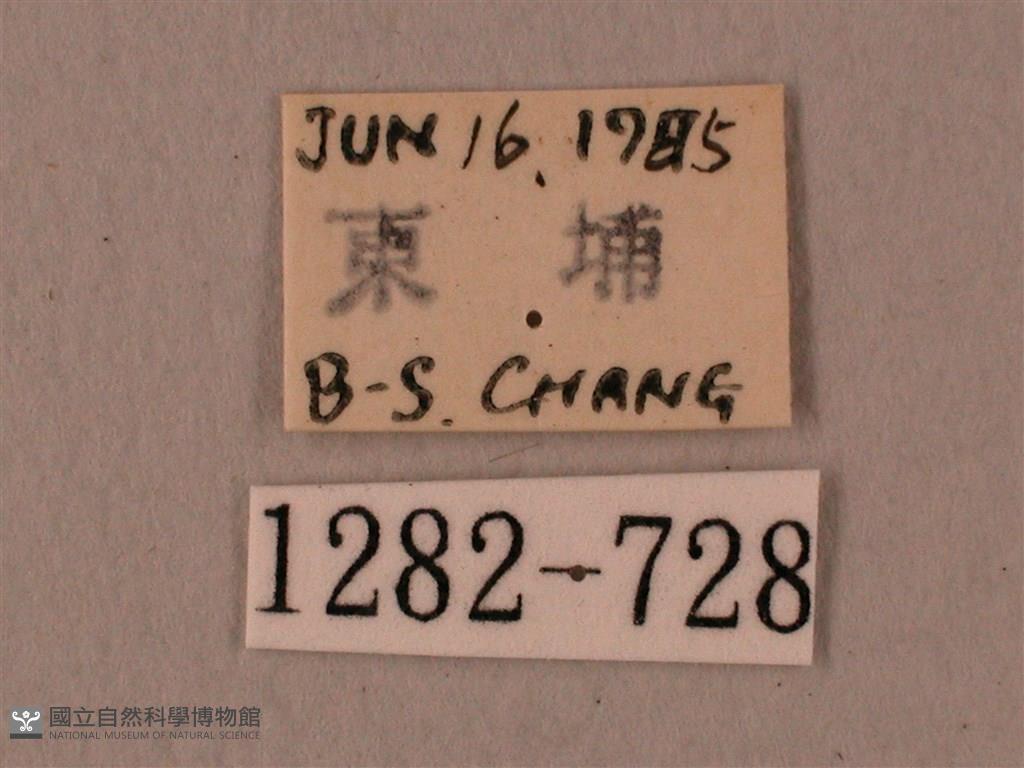 JUN 16. 1985
東 埔
B-S. CHANG
1282-728
國立自然科學博物館
NATIONAL MUSEUM OF NATURAL SCIENCE